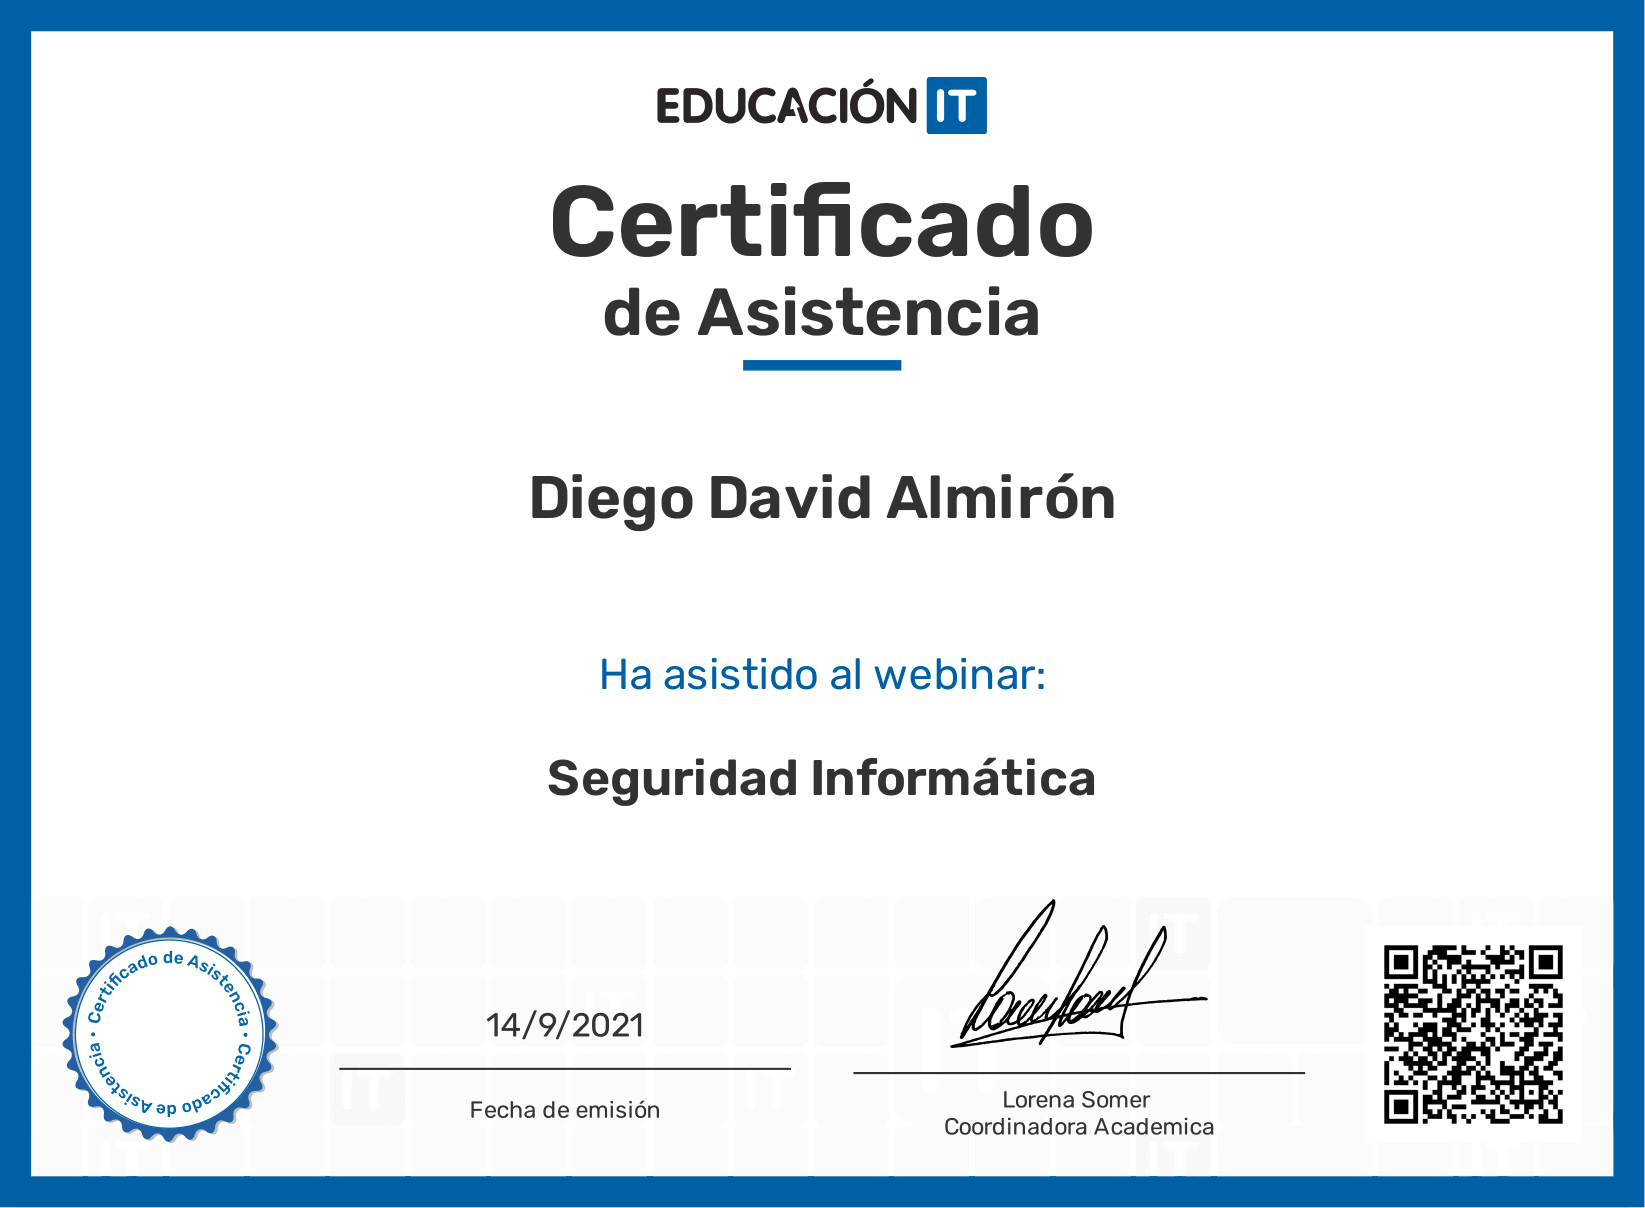 EDUCACIÓN IT
Certificado
de Asistencia
Diego David Almirón
Ha asistido al webinar:
Seguridad Informática
• Certificado de Asistencia • Certificado de Asistencia
14/9/2021
Fecha de emisión
Lorena Somer
Coordinadora Academica